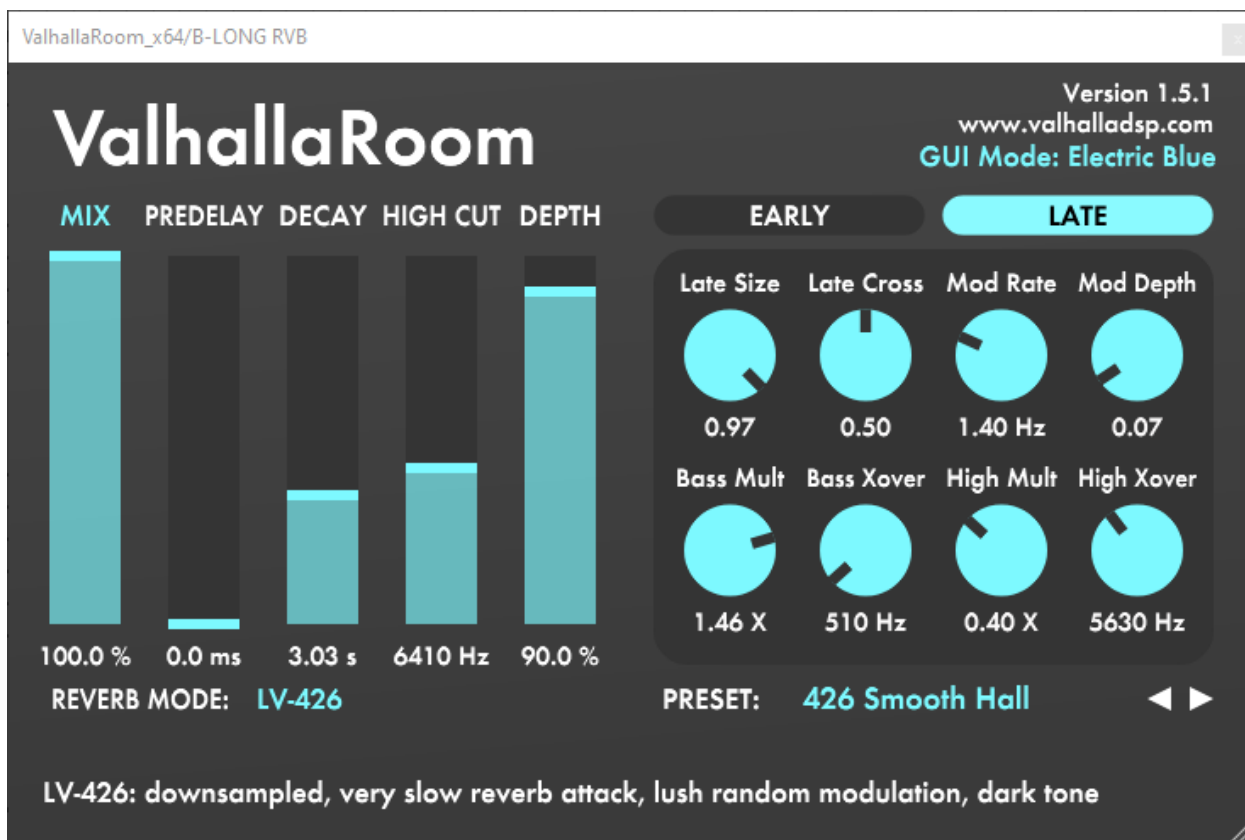 ValhallaRoom_x64/B-LONG RVB
x
ValhallaRoom
Version 1.5.1
www.valhalladsp.com
GUI Mode: Electric Blue
MIX PREDELAY DECAY HIGH CUT DEPTH
EARLY LATE
Late Size Late Cross Mod Rate Mod Depth
0.97 0.50 1.40 Hz 0.07
Bass Mult Bass Xover High Mult High Xover
1.46 X 510 Hz 0.40 X 5630 Hz
100.0 % 0.0 ms 3.03 s 6410 Hz 90.0 %
REVERB MODE: LV-426
PRESET: 426 Smooth Hall
LV-426: downsampled, very slow reverb attack, lush random modulation, dark tone